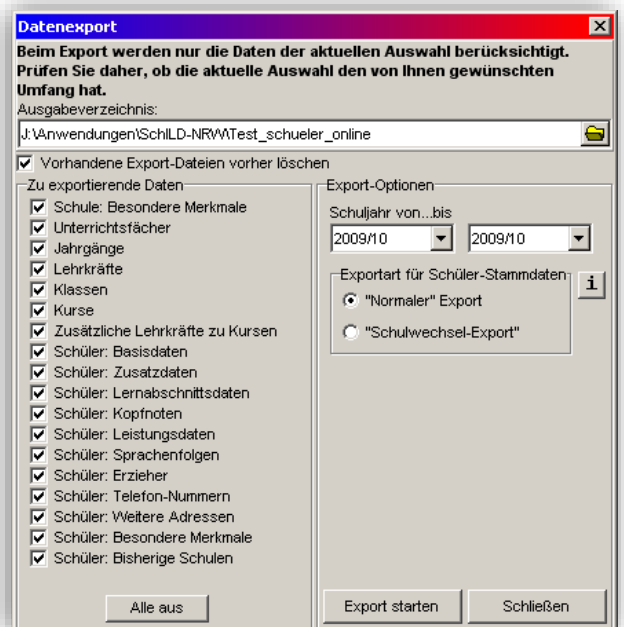 Datenexport
Beim Export werden nur die Daten der aktuellen Auswahl berücksichtigt.
Prüfen Sie daher, ob die aktuelle Auswahl den von Ihnen gewünschten
Umfang hat.
Ausgabeverzeichnis:
J:\Anwendungen\SchILD-NRW\Test_schueler_online
Vorhandene Export-Dateien vorher löschen
Zu exportierende Daten
Schule: Besondere Merkmale
Unterrichtsfächer
Jahrgänge
Lehrkräfte
Klassen
Kurse
Zusätzliche Lehrkräfte zu Kursen
Schüler: Basisdaten
Schüler: Zusatzdaten
Schüler: Lernabschnittsdaten
Schüler: Kopfnoten
Schüler: Leistungsdaten
Schüler: Sprachenfolgen
Schüler: Erzieher
Schüler: Telefon-Nummern
Schüler: Weitere Adressen
Schüler: Besondere Merkmale
Schüler: Bisherige Schulen
Alle aus
Export-Optionen
Schuljahr von...bis
2009/10 2009/10
Exportart für Schüler-Stammdaten
i
"Normaler" Export
"Schulwechsel-Export"
Export starten Schließen